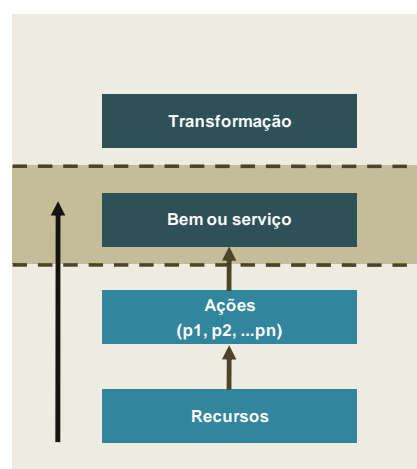 Transformação
Bem ou serviço
Ações
(p1, p2, ...pn)
Recursos